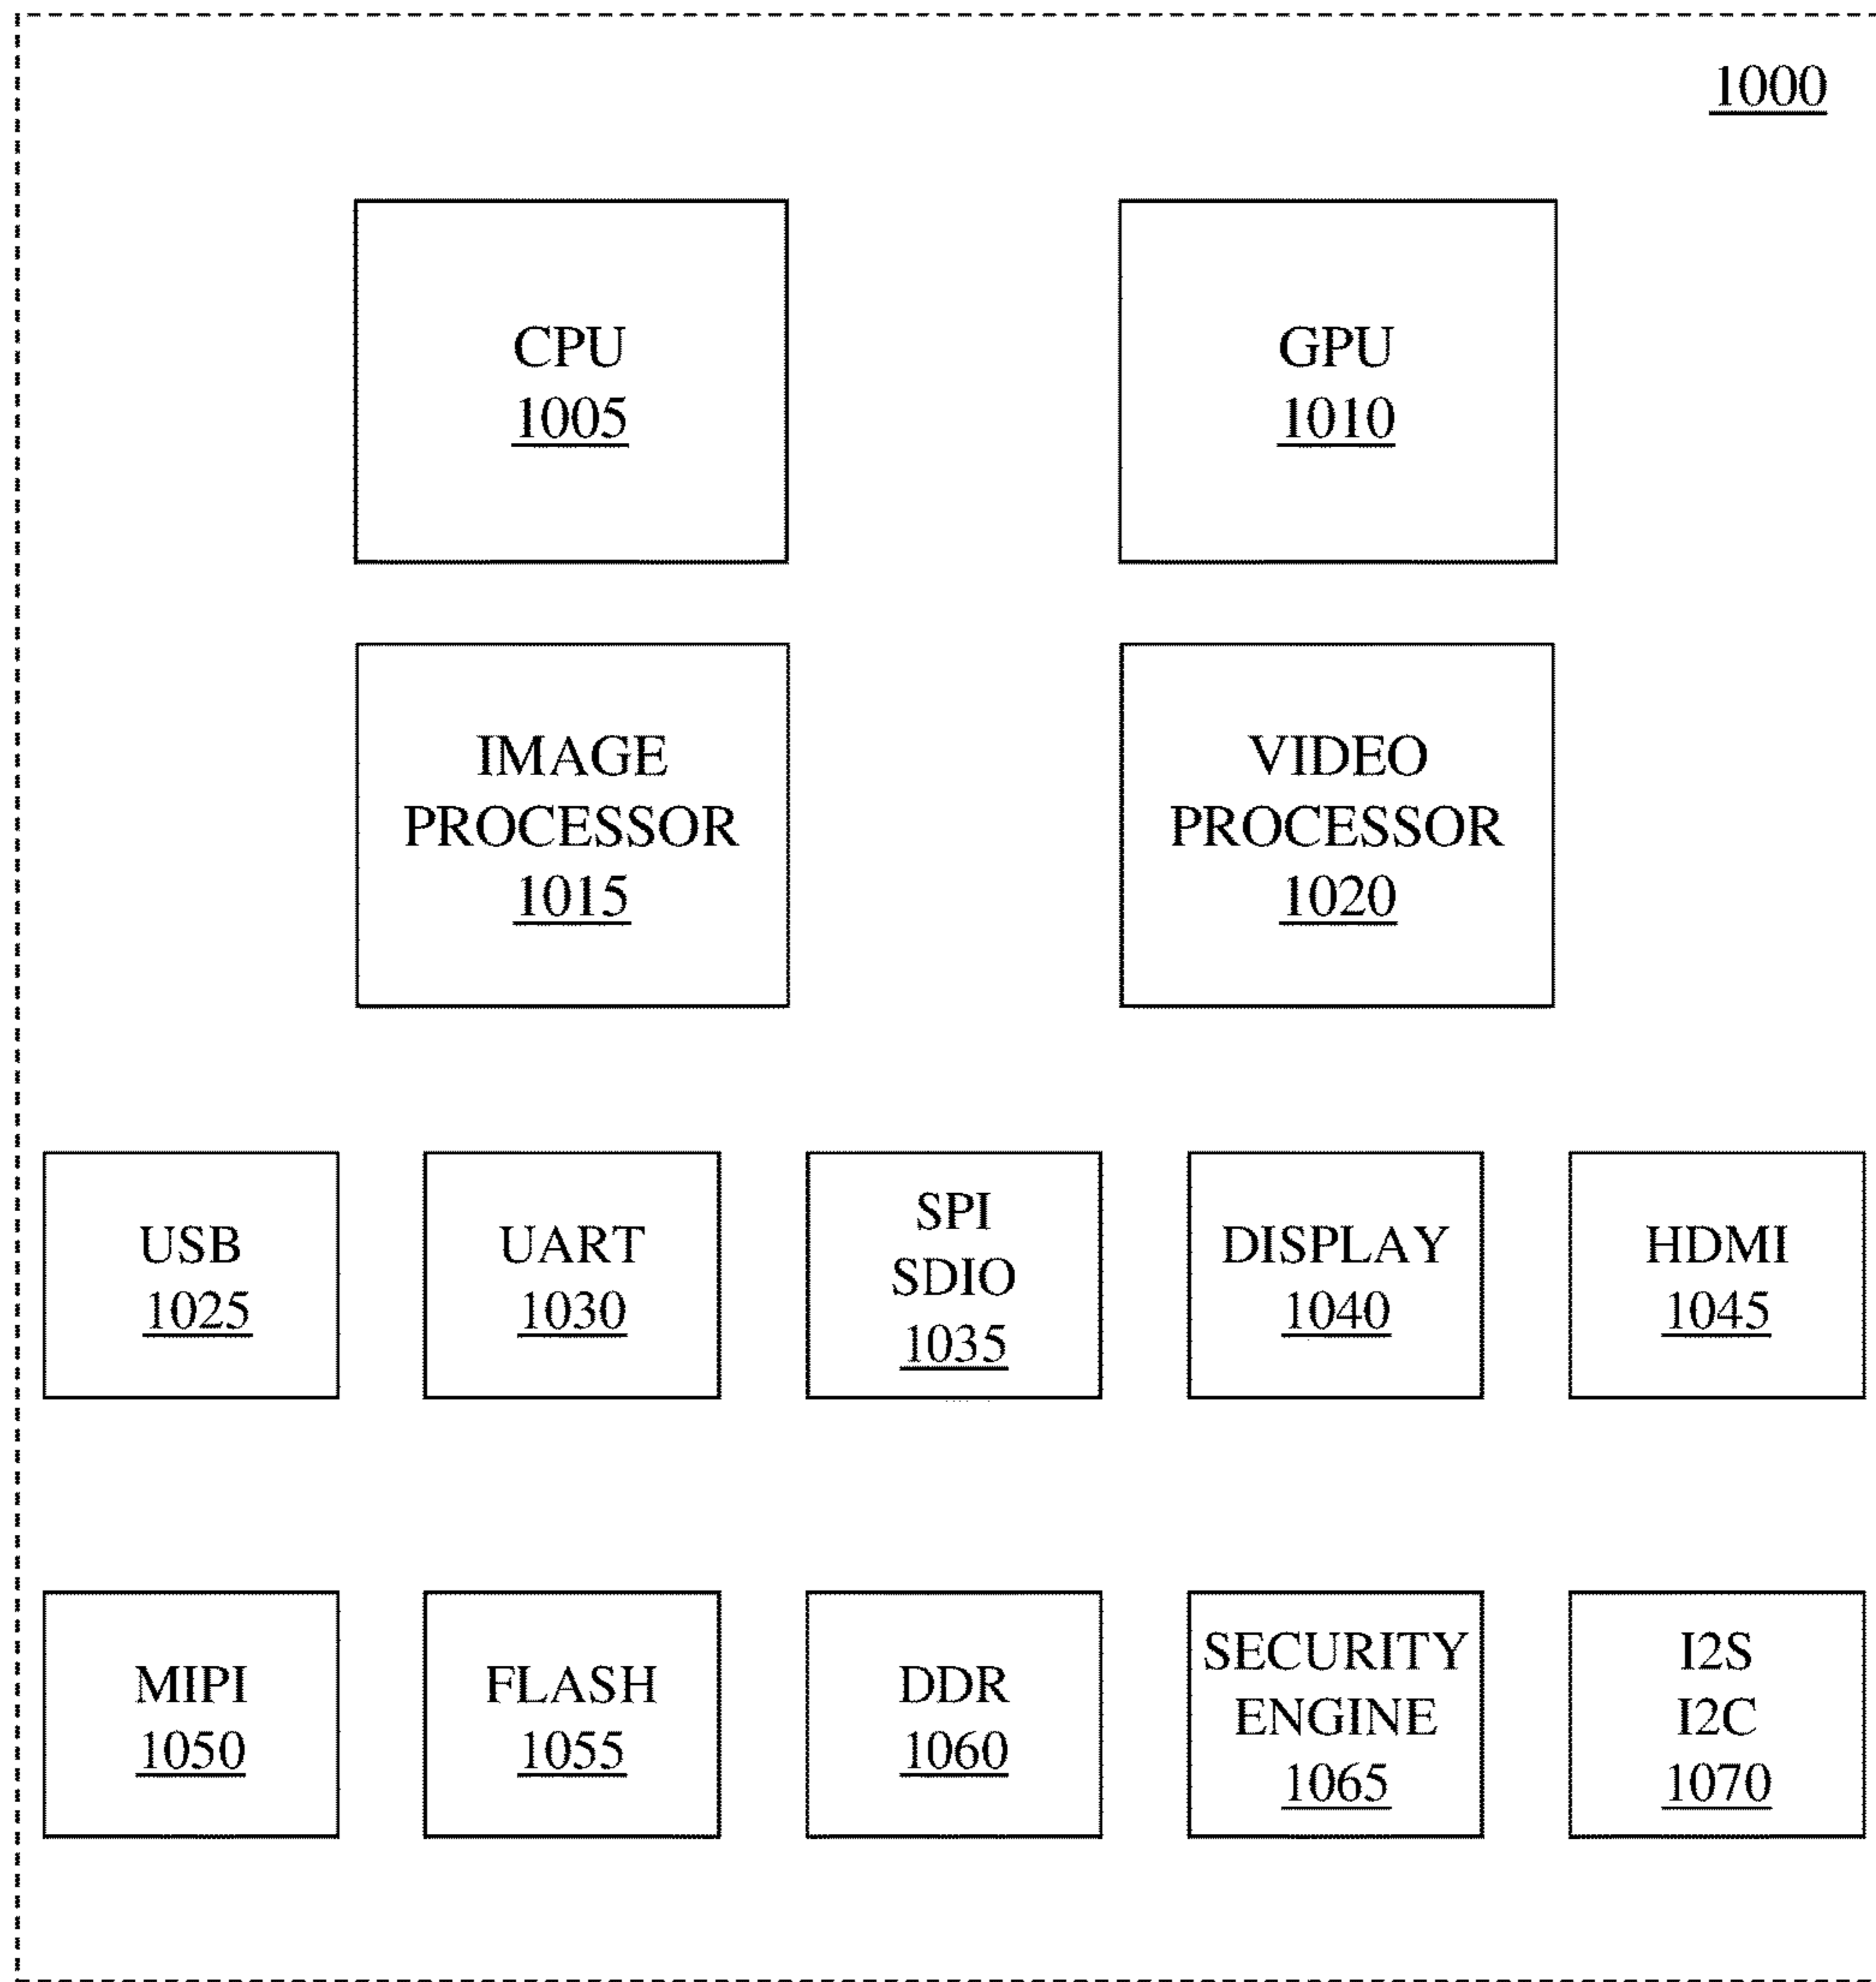 1000
CPU
1005
GPU
1010
IMAGE
PROCESSOR
1015
VIDEO
PROCESSOR
1020
USB
1025
UART
1030
SPI
SDIO
1035
DISPLAY
1040
HDMI
1045
MIPI
1050
FLASH
1055
DDR
1060
SECURITY
ENGINE
1065
I2S
I2C
1070